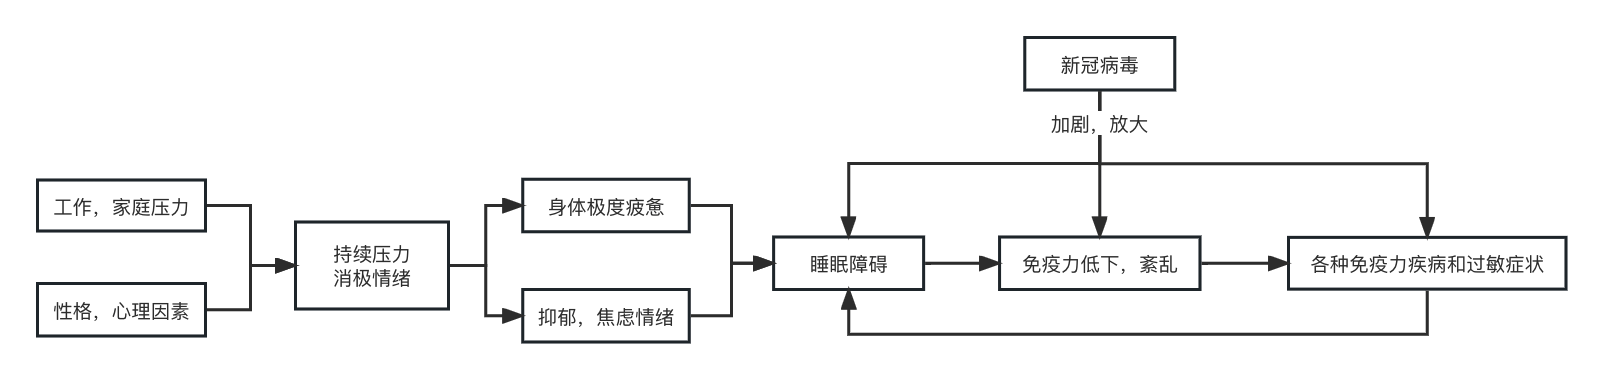 新冠病毒
加剧，放大
工作，家庭压力
性格，心理因素
持续压力
消极情绪
身体极度疲惫
抑郁，焦虑情绪
睡眠障碍
免疫力低下，紊乱
各种免疫力疾病和过敏症状